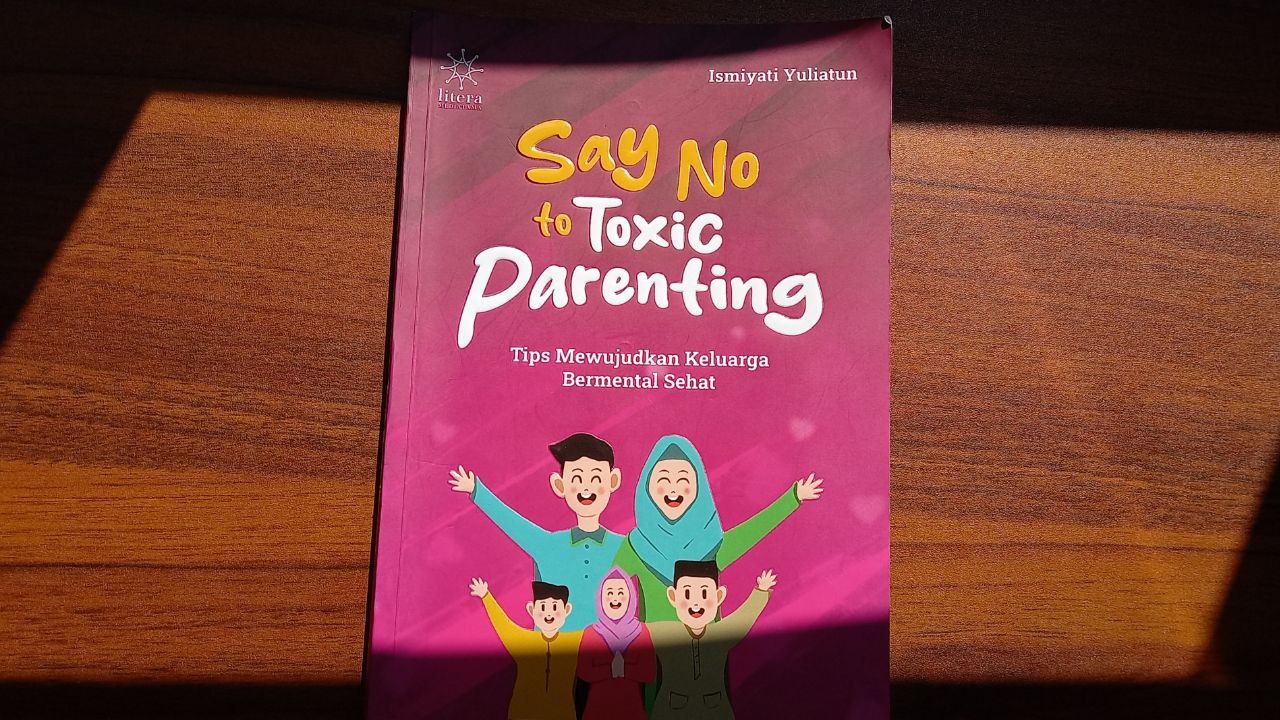 Ismiyati Yuliatun
litera
Say No
to Toxic
Parenting
Tips Mewujudkan Keluarga
Bermental Sehat